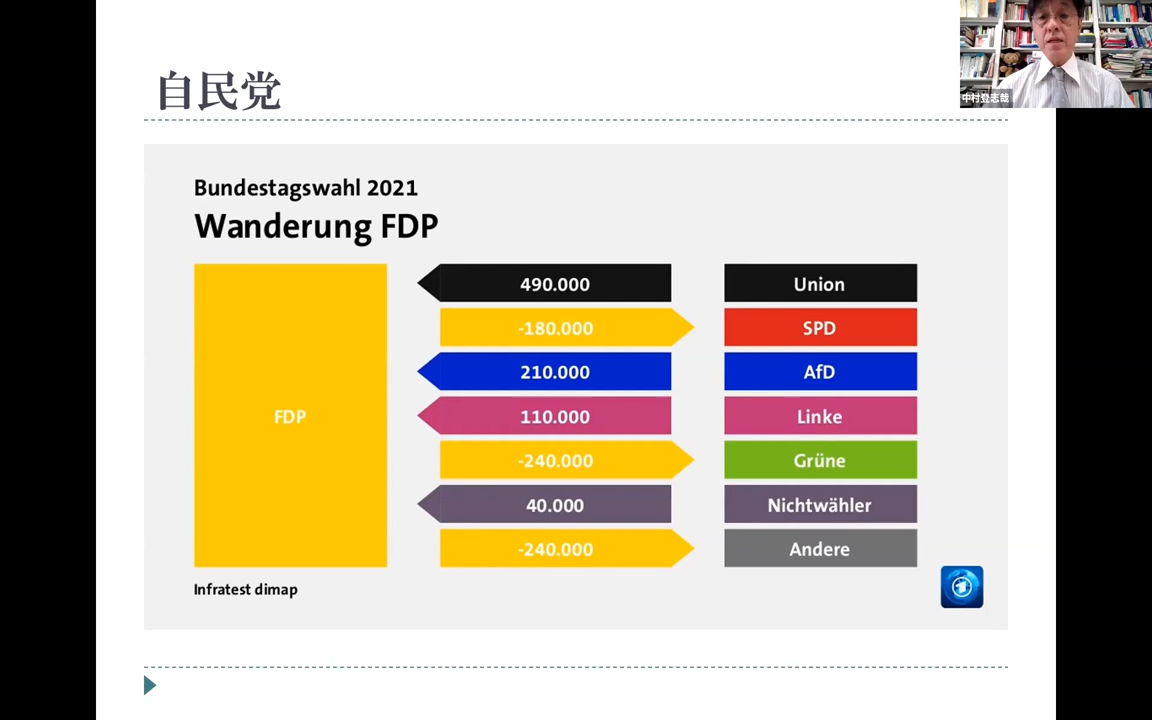 自民党
中村登志哉
Bundestagswahl 2021
Wanderung FDP
FDP
490.000 Union
-180.000 SPD
210.000 AfD
110.000 Linke
-240.000 Grüne
40.000 Nichtwähler
-240.000 Andere
Infratest dimap
1